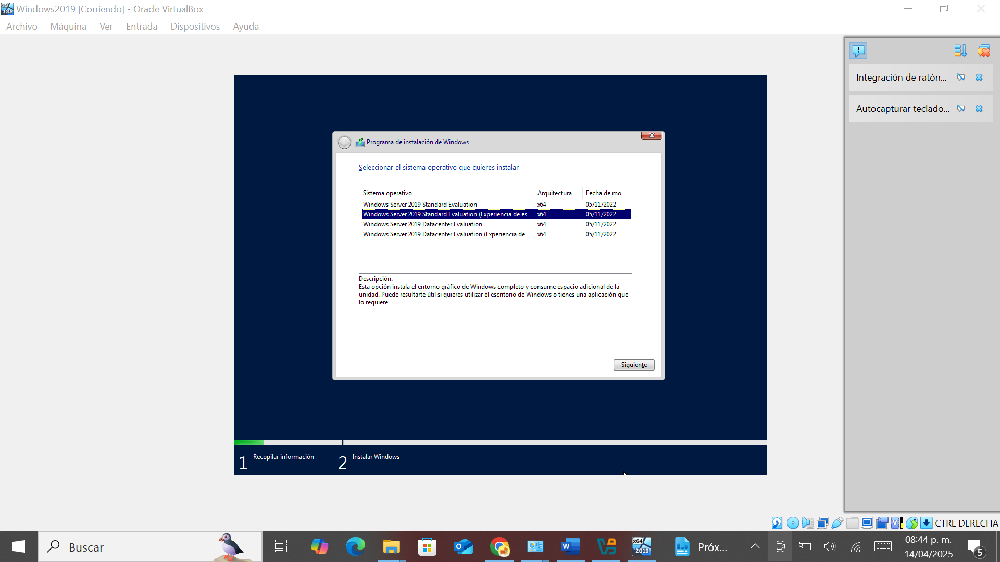 Windows2019 [Corriendo] - Oracle VirtualBox
Archivo Máquina Ver Entrada Dispositivos Ayuda
Integración de ratón...
Autocapturar teclado...
Programa de instalación de Windows
Seleccionar el sistema operativo que quieres instalar
Sistema operativo Arquitectura Fecha de mo...
Windows Server 2019 Standard Evaluation x64 05/11/2022
Windows Server 2019 Standard Evaluation (Experiencia de es... x64 05/11/2022
Windows Server 2019 Datacenter Evaluation x64 05/11/2022
Windows Server 2019 Datacenter Evaluation (Experiencia de ... x64 05/11/2022
Descripción:
Esta opción instala el entorno gráfico de Windows completo y consume espacio adicional de la
unidad. Puede resultarte útil si quieres utilizar el escritorio de Windows o tienes una aplicación que
lo requiere.
Siguiente
1 Recopilar información 2 Instalar Windows
CTRL DERECHA
Buscar
x64 2019
Próx...
08:44 p. m.
14/04/2025
5